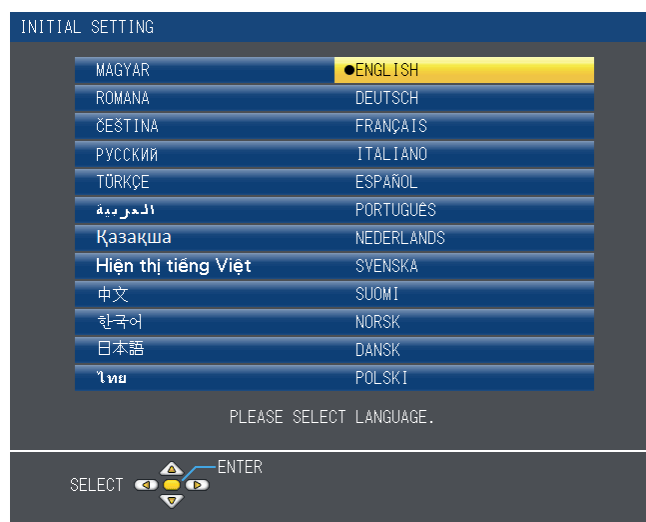 INITIAL SETTING
MAGYAR ●ENGLISH
ROMANA DEUTSCH
ČEŠTINA FRANÇAIS
РУССКИЙ ITALIANO
TÜRKÇE ESPAÑOL
العربية PORTUGUÊS
Қазақша NEDERLANDS
Hiện thị tiếng Việt SVENSKA
中文 SUOMI
한국어 NORSK
日本語 DANSK
ไทย POLSKI
PLEASE SELECT LANGUAGE.
ENTER
SELECT